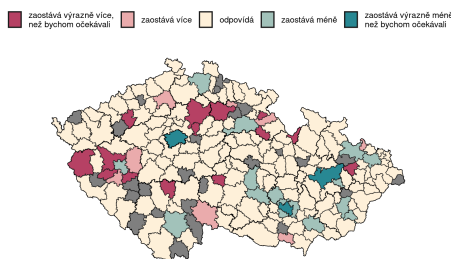 zaostává výrazně více,
než bychom očekávali
zaostává více
odpovídá
zaostává méně
zaostává výrazně méně
než bychom očekávali